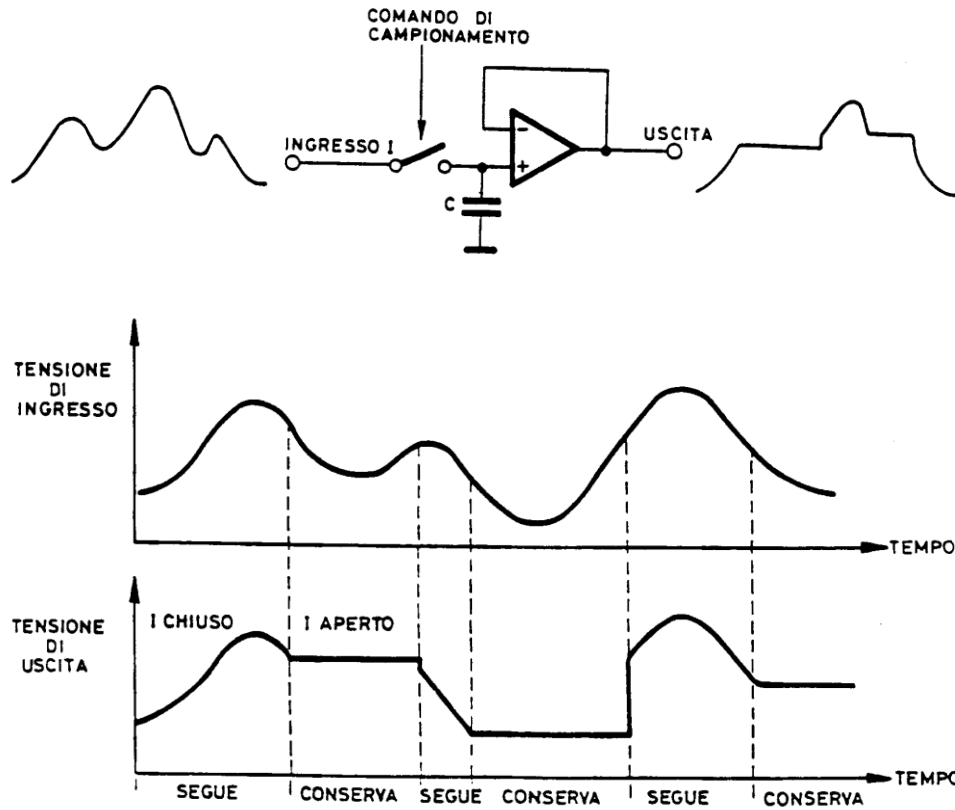 COMANDO DI
CAMPIONAMENTO
INGRESSO I
−
+
USCITA
C
TENSIONE
DI
INGRESSO
TEMPO
TENSIONE
DI
USCITA
I CHIUSO
I APERTO
TEMPO
SEGUE
CONSERVA
SEGUE
CONSERVA
SEGUE
CONSERVA